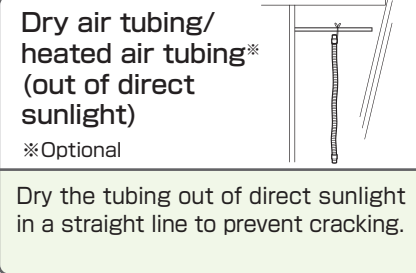 Dry air tubing/
heated air tubing※
(out of direct
sunlight)
※Optional
Dry the tubing out of direct sunlight
in a straight line to prevent cracking.